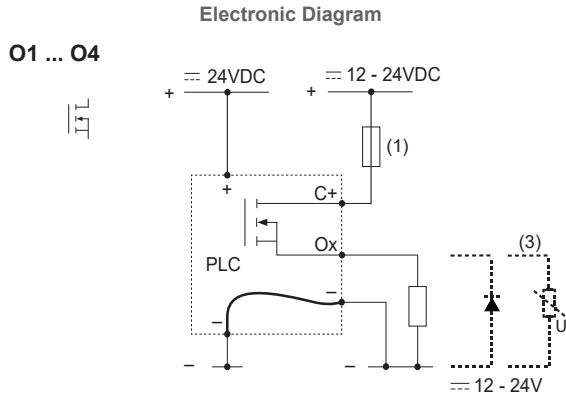 Electronic Diagram
O1 ... O4
24VDC
12 - 24VDC
+
+
(1)
+
C+
Ox
PLC
(3)
–
–
U
–
–
12 - 24V